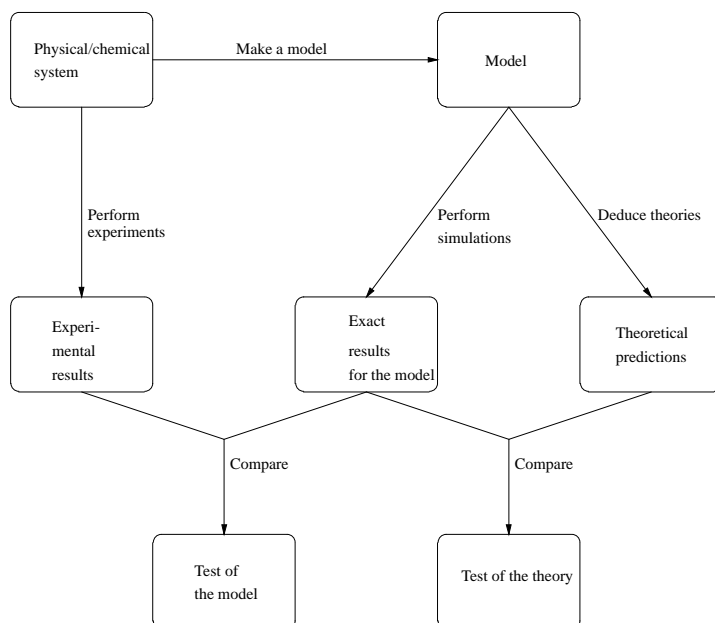 Physical/chemical
system
Make a model
Model
Perform
experiments
Perform
simulations
Deduce theories
Experi-
mental
results
Exact
results
for the model
Theoretical
predictions
Compare
Compare
Test of
the model
Test of the theory